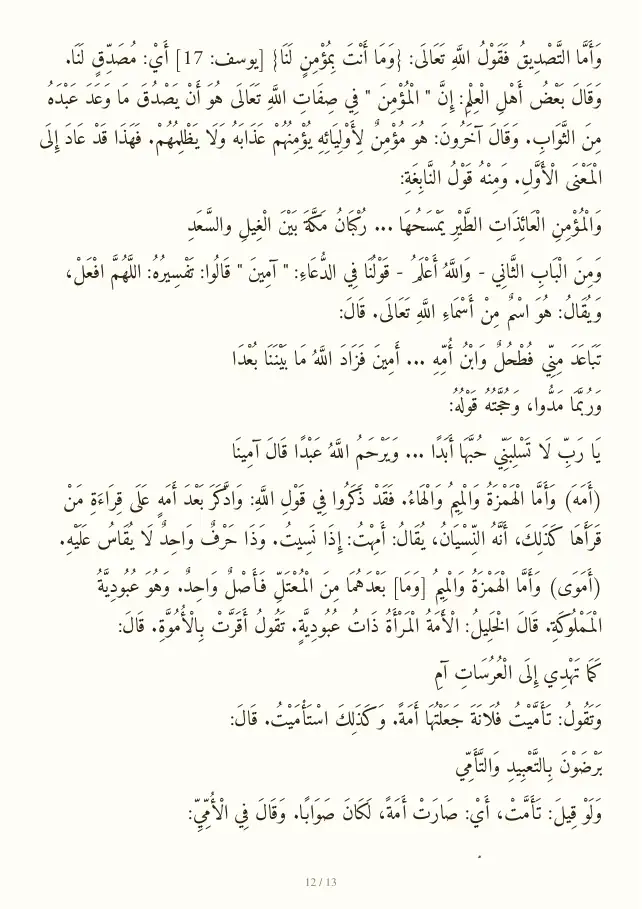 وَأَمَّا التَّصْدِيقُ فَقَوْلُ اللَّهِ تَعَالَى: {وَمَا أَنْتَ بِمُؤْمِنٍ لَنَا} [يوسف: 17] أَيْ: مُصَدِّقٍ لَنَا.
وَقَالَ بَعْضُ أَهْلِ الْعِلْمِ: إِنَّ " الْمُؤْمِنَ " فِي صِفَاتِ اللَّهِ تَعَالَى هُوَ أَنْ يَصْدُقَ مَا وَعَدَ عَبْدَهُ
مِنَ الثَّوَابِ. وَقَالَ آخَرُونَ: هُوَ مُؤْمِنٌ لِأَوْلِيَائِهِ يُؤْمِنُهُمْ عَذَابَهُ وَلَا يَظْلِمُهُمْ. فَهَذَا قَدْ عَادَ إِلَى
الْمَعْنَى الْأَوَّلِ. وَمِنْهُ قَوْلُ النَّابِغَةِ:
وَالْمُؤْمِنِ الْعَائِذَاتِ الطَّيْرِ يَمْسَحُهَا ... رُكْبَانُ مَكَّةَ بَيْنَ الْغِيلِ والسَّعَدِ
وَمِنَ الْبَابِ الثَّانِي - وَاللَّهُ أَعْلَمُ - قَوْلُنَا فِي الدُّعَاءِ: " آمِينَ " قَالُوا: تَفْسِيرُهُ: اللَّهُمَّ افْعَلْ،
وَيُقَالُ: هُوَ اسْمٌ مِنْ أَسْمَاءِ اللَّهِ تَعَالَى. قَالَ:
تَبَاعَدَ مِنِّي فُطْحُلٌ وَابْنُ أُمِّهِ ... أَمِينَ فَزَادَ اللَّهُ مَا بَيْنَنَا بُعْدَا
وَرُبَّمَا مَدُّوا، وَحُجَّتُهُ قَوْلُهُ:
يَا رَبِّ لَا تَسْلِبَنِّي حُبَّهَا أَبَدًا ... وَيَرْحَمُ اللَّهُ عَبْدًا قَالَ آمِينَا
(أَمَهَ) وَأَمَّا الْهَمْزَةُ وَالْمِيمُ وَالْهَاءُ. فَقَدْ ذَكَرُوا فِي قَوْلِ اللَّهِ: وَادَّكَرَ بَعْدَ أَمَهٍ عَلَى قِرَاءَةِ مَنْ
قَرَأَهَا كَذَلِكَ، أَنَّهُ النِّسْيَانُ، يُقَالُ: أَمِهْتُ: إِذَا نَسِيتُ. وَذَا حَرْفٌ وَاحِدٌ لَا يُقَاسُ عَلَيْهِ.
(أَمَوَى) وَأَمَّا الْهَمْزَةُ وَالْمِيمُ [وَمَا] بَعْدَهُمَا مِنَ الْمُعْتَلِّ فَأَصْلٌ وَاحِدٌ. وَهُوَ عُبُودِيَّةُ
الْمَمْلُوكَةِ. قَالَ الْخَلِيلُ: الْأَمَةُ الْمَرْأَةُ ذَاتُ عُبُودِيَّةٍ. تَقُولُ أَقَرَّتْ بِالْأُمُوَّةِ. قَالَ:
كَمَا تَهْدِي إِلَى الْعُرُسَاتِ آمِ
وَتَقُولُ: تَأَمَّيْتُ فُلَانَةَ جَعَلْتُهَا أَمَةً. وَكَذَلِكَ اسْتَأْمَيْتُ. قَالَ:
يَرْضَوْنَ بِالتَّعْبِيدِ وَالتَّأَمِّي
وَلَوْ قِيلَ: تَأَمَّتْ، أَيْ: صَارَتْ أَمَةً، لَكَانَ صَوَابًا. وَقَالَ فِي الْأُمِّيِّ:
12 / 13